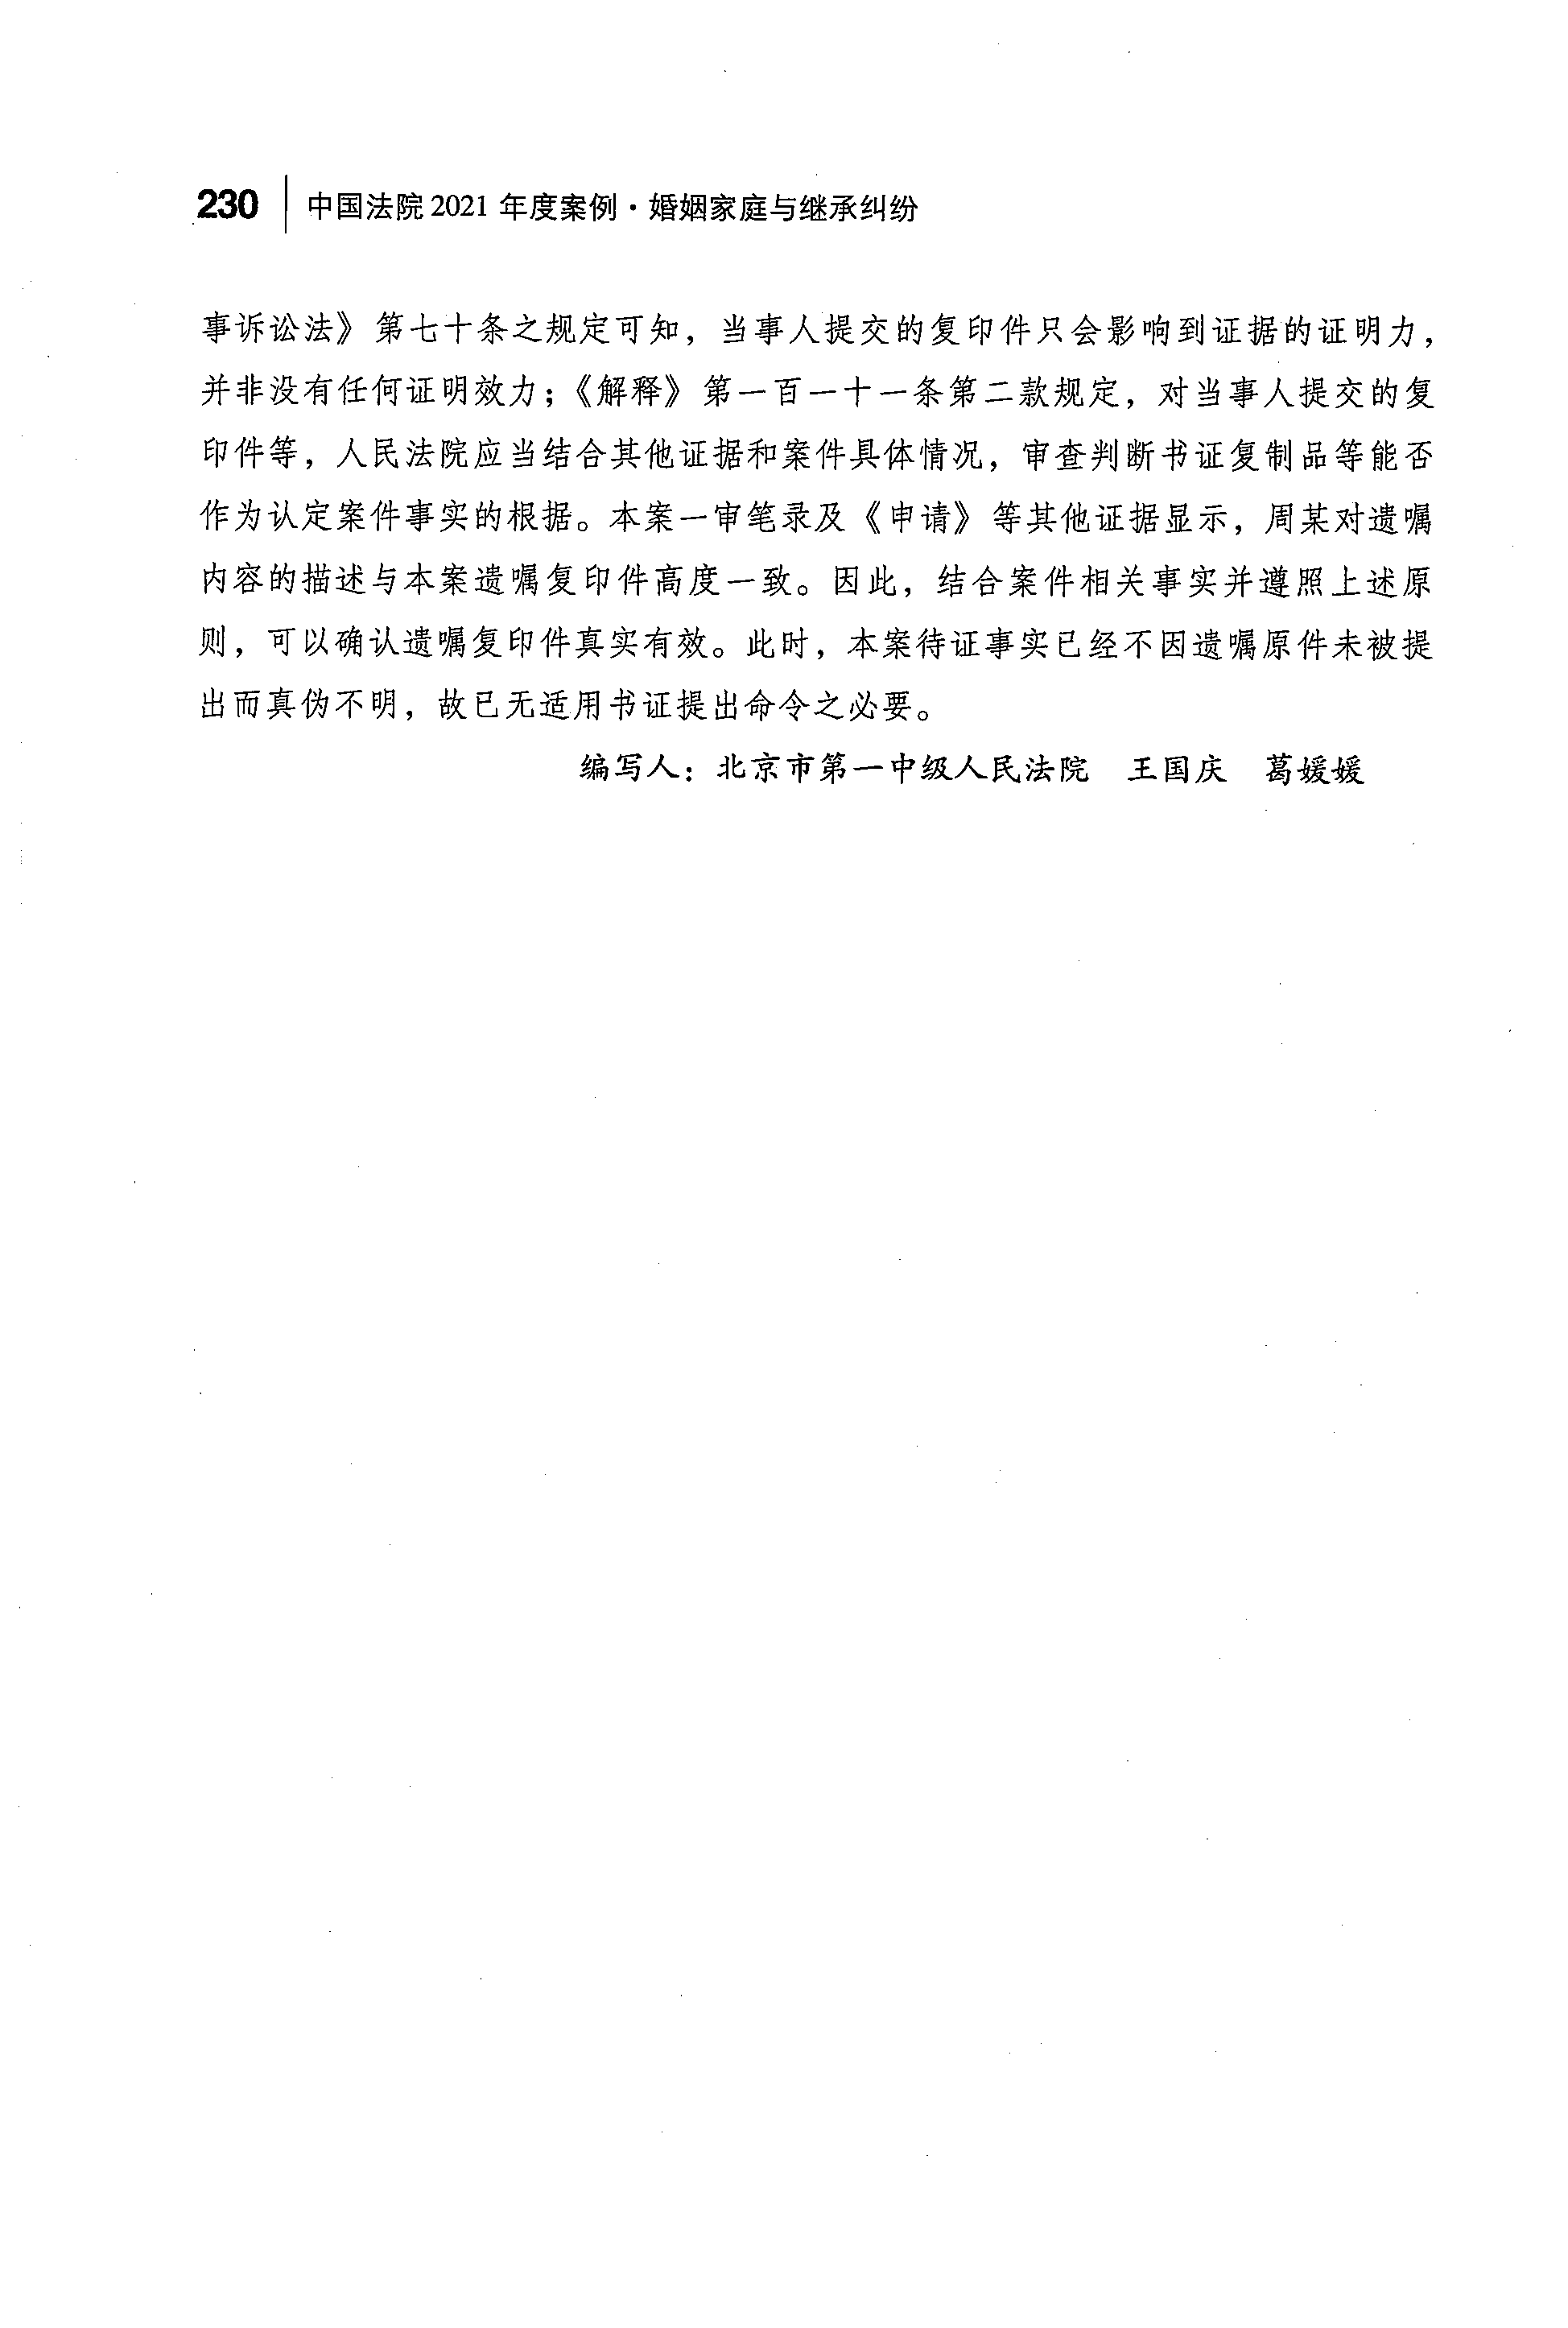 230 中国法院 2021 年度案例·婚姻家庭与继承纠纷
事诉讼法》第七十条之规定可知，当事人提交的复印件只会影响到证据的证明力，
并非没有任何证明效力；《解释》第一百一十一条第二款规定，对当事人提交的复
印件等，人民法院应当结合其他证据和案件具体情况，审查判断书证复制品等能否
作为认定案件事实的根据。本案一审笔录及《申请》等其他证据显示，周某对遗嘱
内容的描述与本案遗嘱复印件高度一致。因此，结合案件相关事实并遵照上述原
则，可以确认遗嘱复印件真实有效。此时，本案待证事实已经不因遗嘱原件未被提
出而真伪不明，故已无适用书证提出命令之必要。
编写人：北京市第一中级人民法院 王国庆 葛媛媛